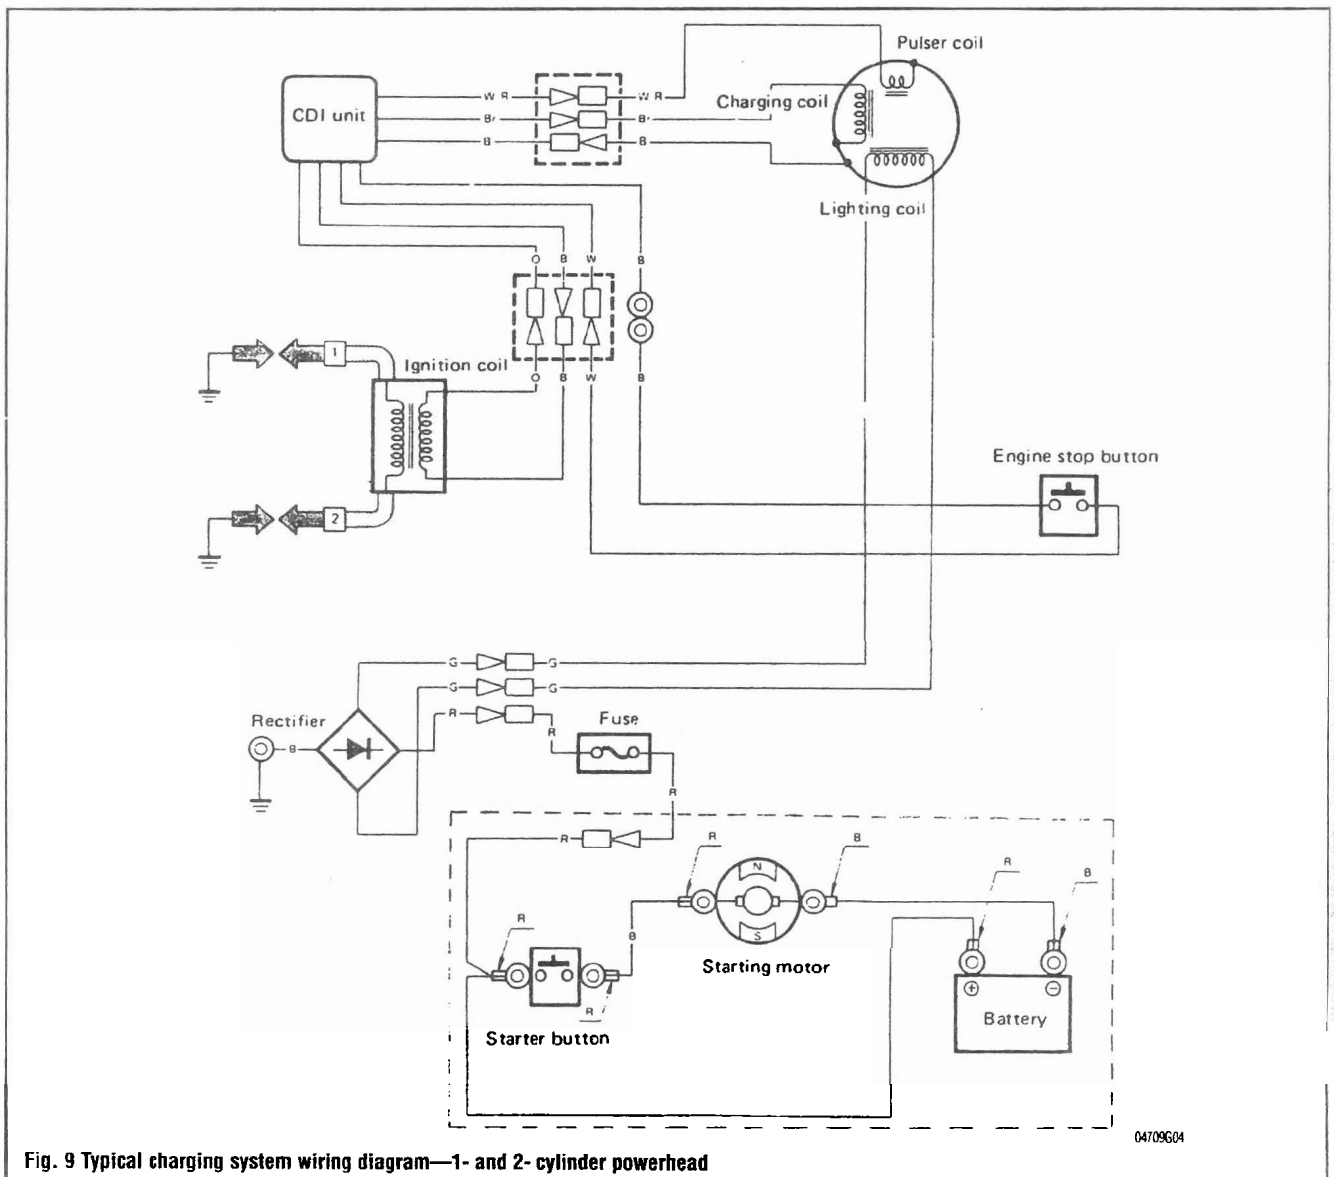 Pulser coil
CDI unit
W R
W R
Charging coil
Br
Br
B
B
Lighting coil
O
B
W
B
1
Ignition coil
O
B
W
B
Engine stop button
2
G
G
G
G
Rectifier
R
Fuse
B
R
R
R
R
B
N
R
B
R
B
S
Starting motor
R
+
−
Battery
Starter button
04709G04
Fig. 9 Typical charging system wiring diagram—1- and 2- cylinder powerhead